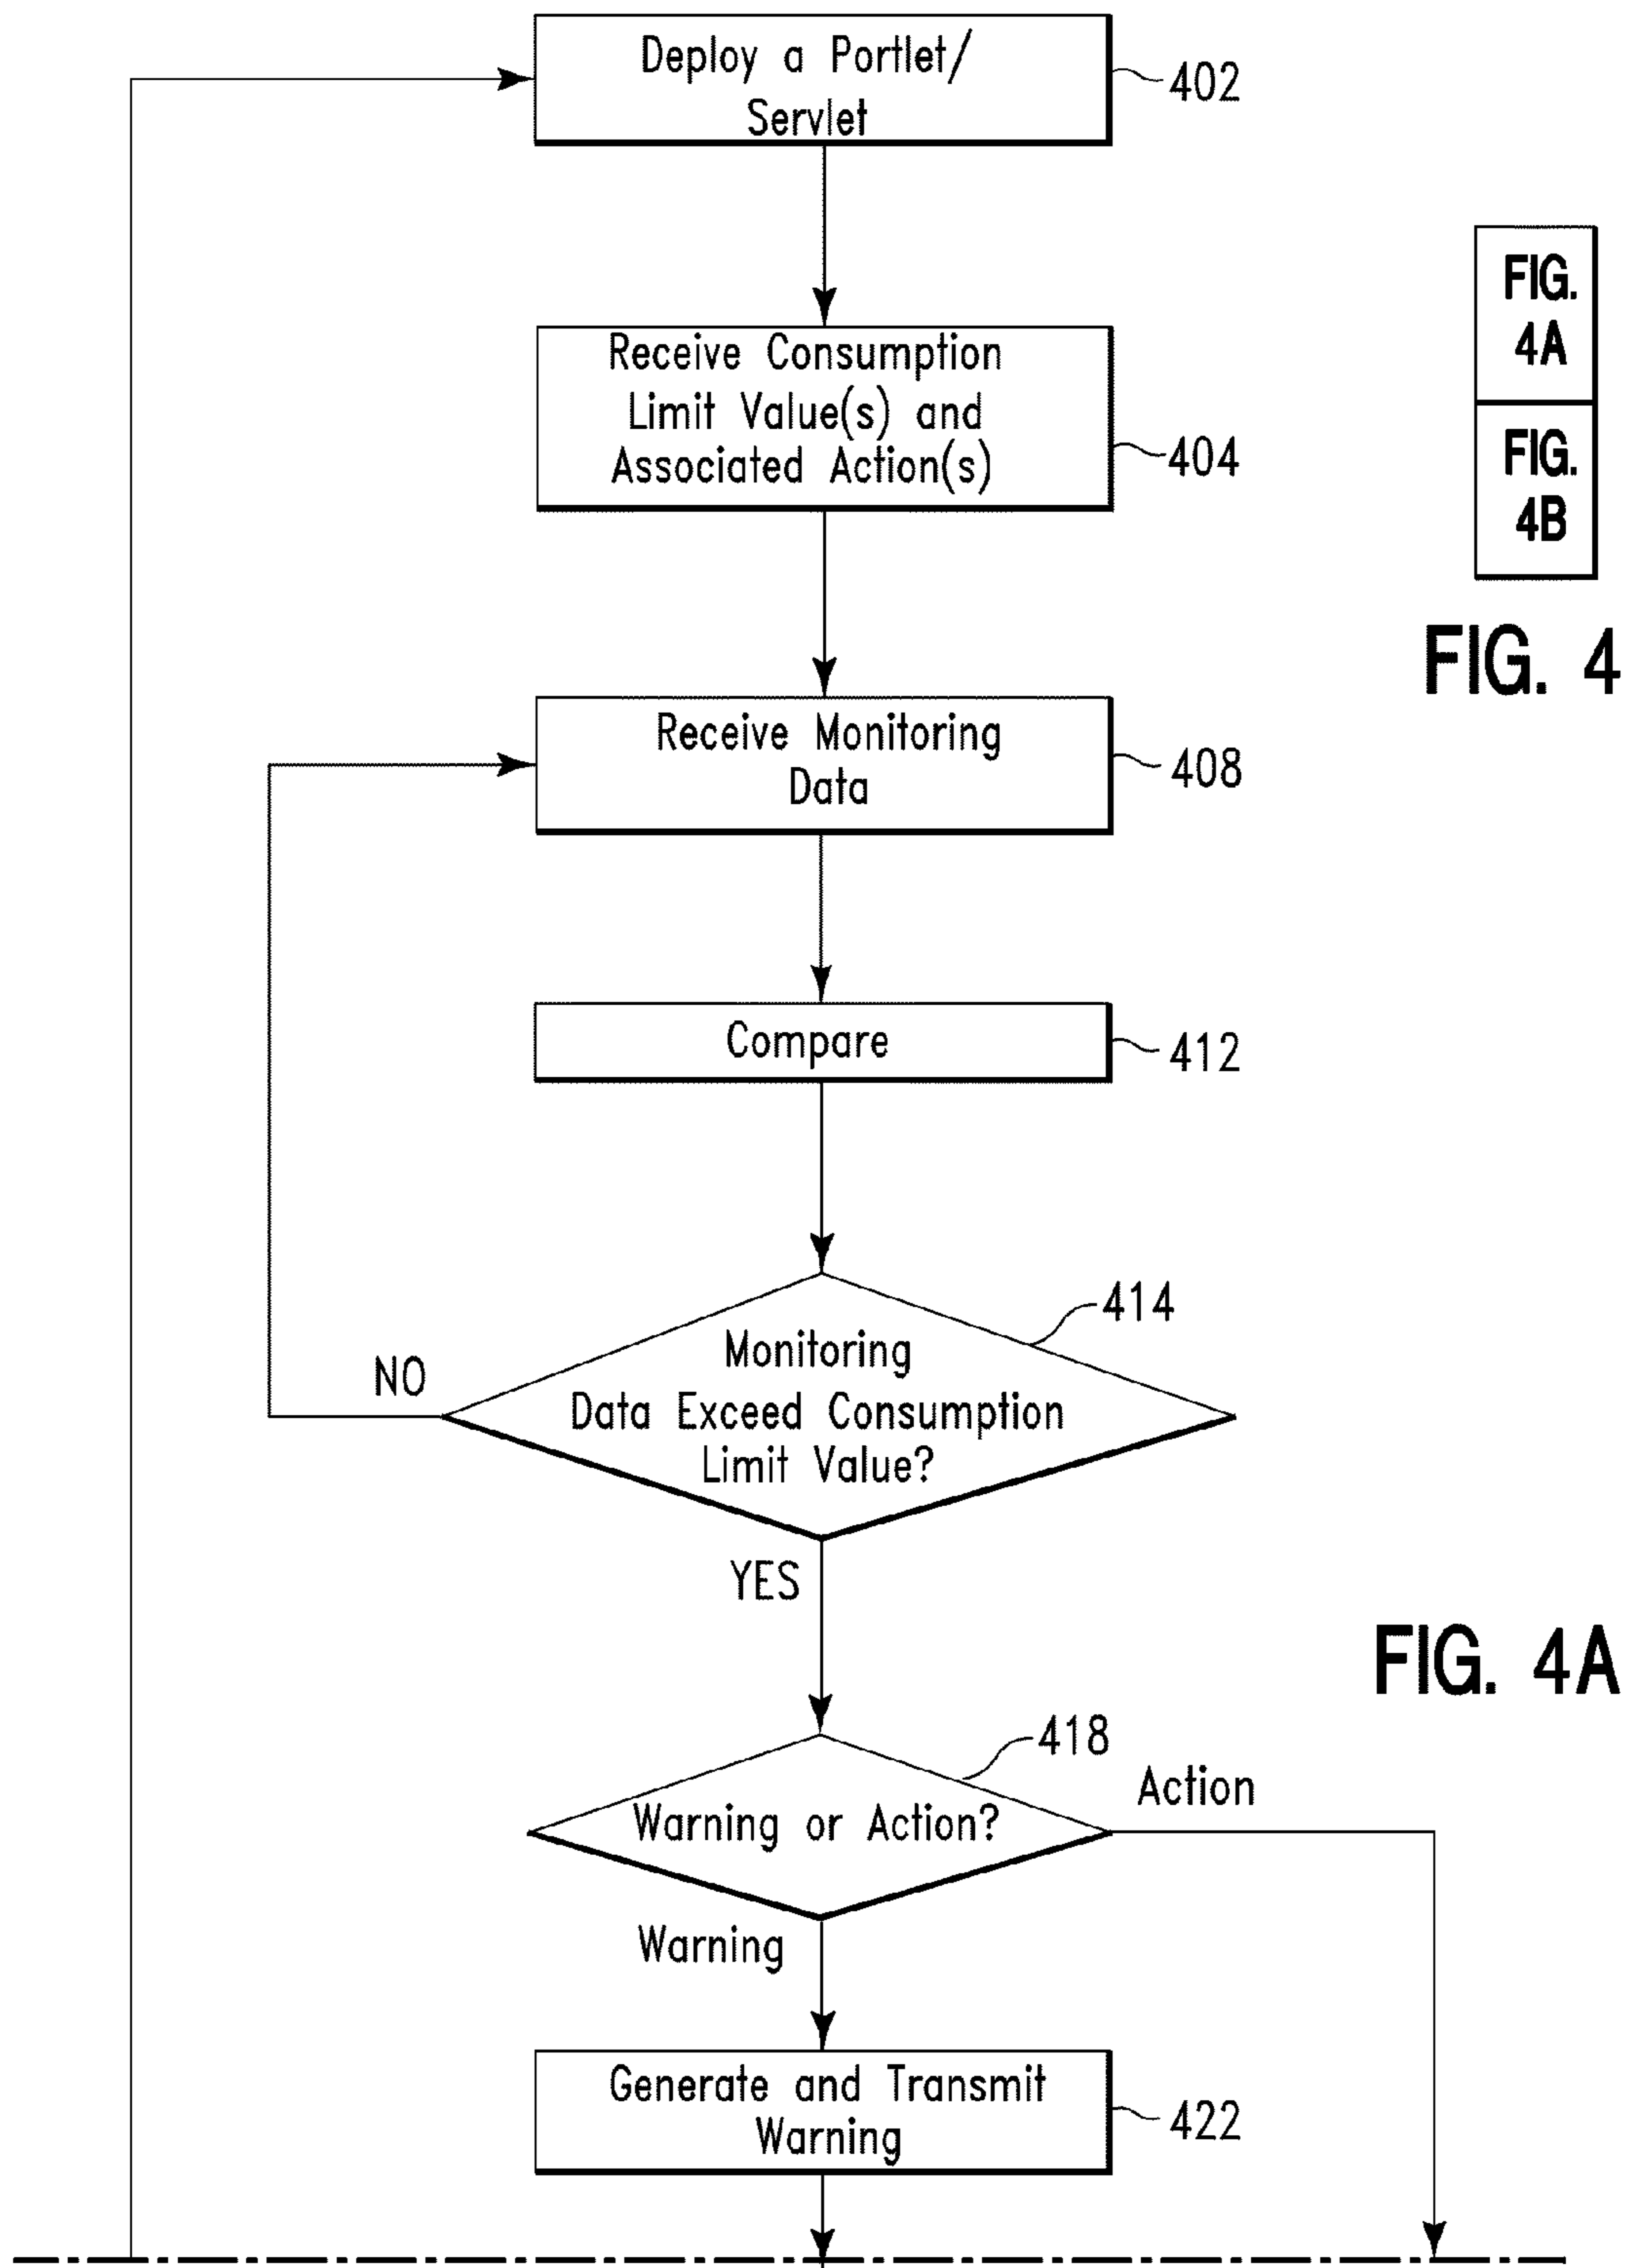 Deploy a Portlet/
Servlet
402
Receive Consumption
Limit Value(s) and
Associated Action(s)
404
FIG.
4A
FIG.
4B
FIG. 4
Receive Monitoring
Data
408
Compare
412
414
Monitoring
Data Exceed Consumption
Limit Value?
NO
YES
FIG. 4A
418
Warning or Action?
Action
Warning
Generate and Transmit
Warning
422